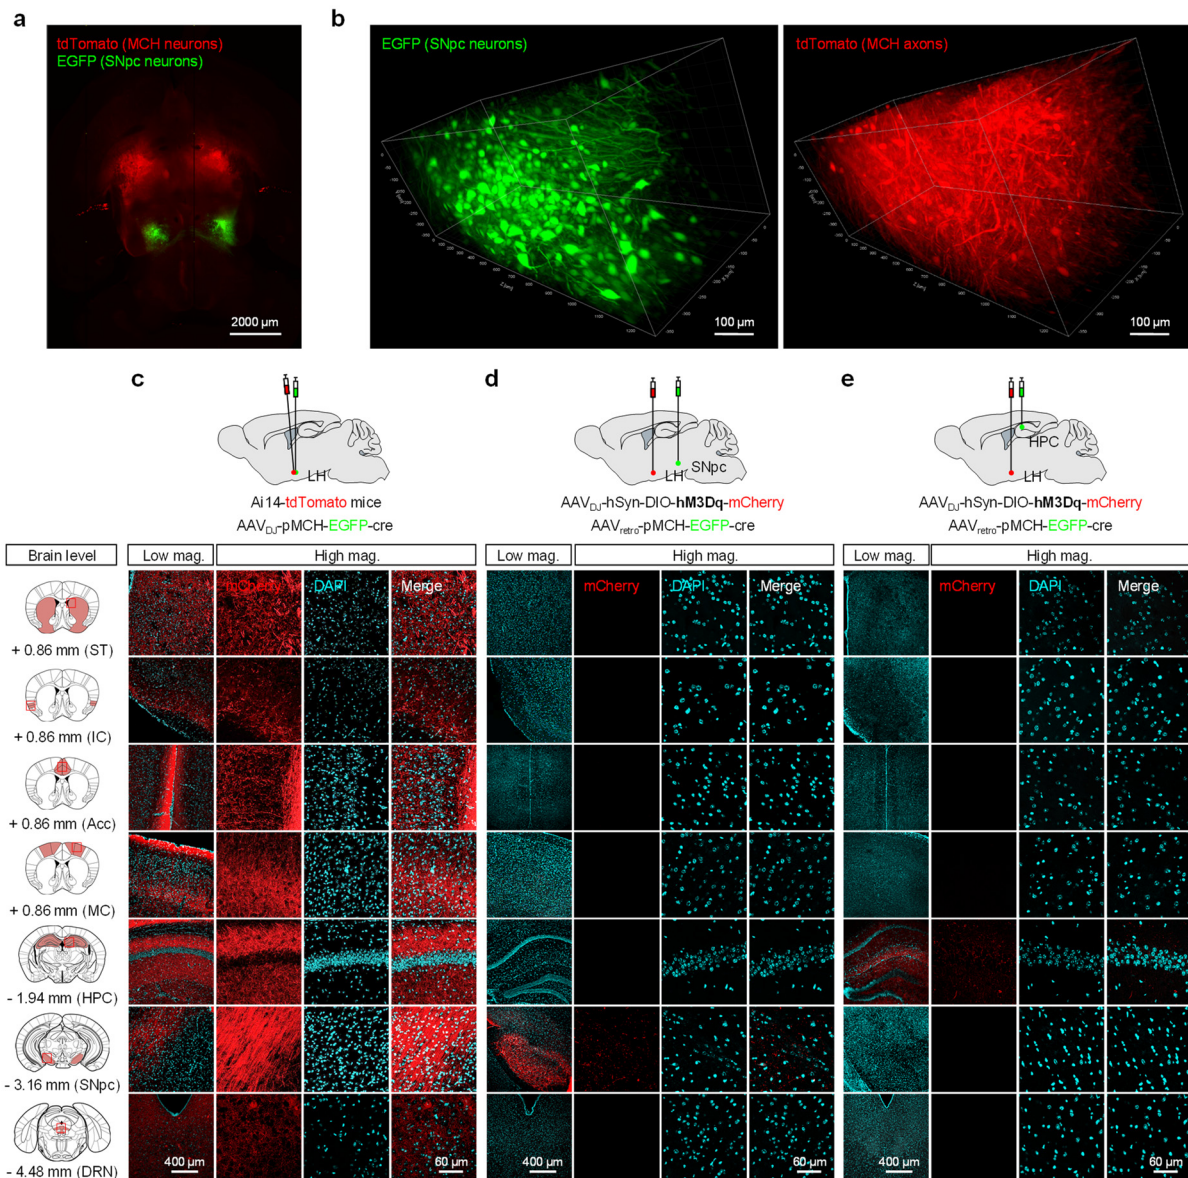 a
tdTomato (MCH neurons)
EGFP (SNpc neurons)
2000 µm
b
EGFP (SNpc neurons)
100 µm
tdTomato (MCH axons)
100 µm
c
LH
Ai14-tdTomato mice
AAVDJ-pMCH-EGFP-cre
d
LH
SNpc
AAVDJ-hSyn-DIO-hM3Dq-mCherry
AAVretro-pMCH-EGFP-cre
e
HPC
LH
AAVDJ-hSyn-DIO-hM3Dq-mCherry
AAVretro-pMCH-EGFP-cre
Brain level
Low mag. High mag.
Low mag. High mag.
Low mag. High mag.
mCherry DAPI Merge
mCherry DAPI Merge
mCherry DAPI Merge
+ 0.86 mm (ST)
+ 0.86 mm (IC)
+ 0.86 mm (Acc)
+ 0.86 mm (MC)
- 1.94 mm (HPC)
- 3.16 mm (SNpc)
- 4.48 mm (DRN)
400 µm 60 µm
400 µm 60 µm
400 µm 60 µm